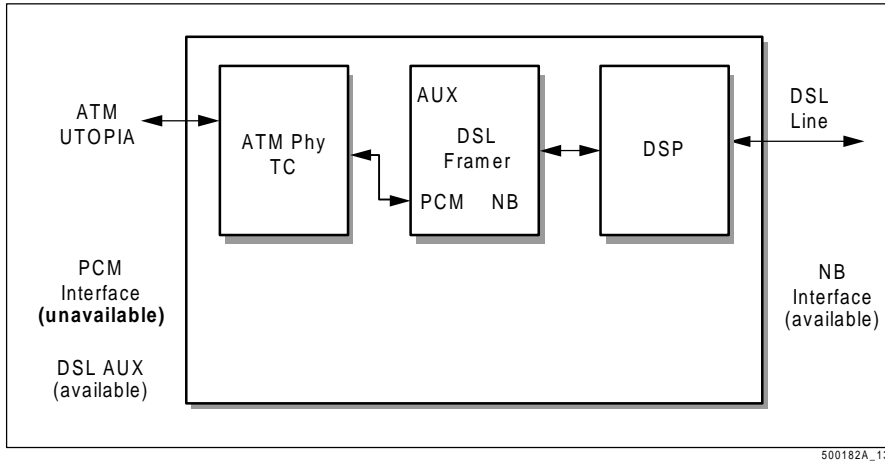 ATM
UTOPIA
ATM Phy
TC
AUX
DSL
Framer
PCM NB
DSP
DSL
Line
PCM
Interface
(unavailable)
DSL AUX
(available)
NB
Interface
(available)